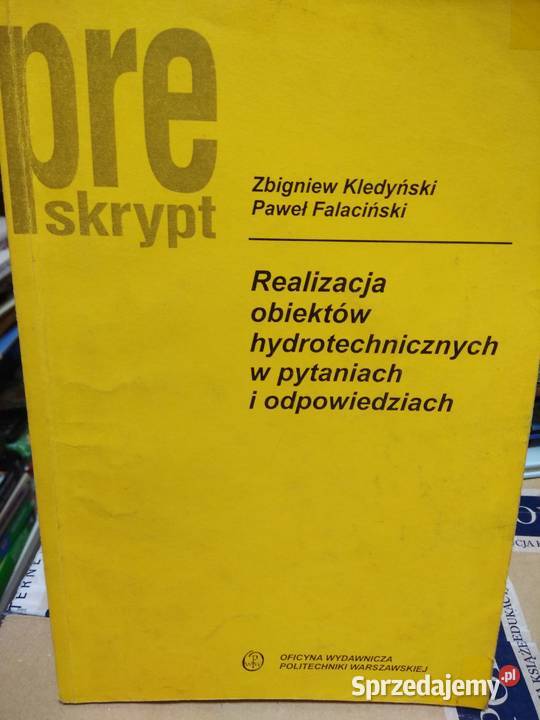 pre
skrypt
Zbigniew Kledyński
Paweł Falaciński
Realizacja
obiektów
hydrotechnicznych
w pytaniach
i odpowiedziach
OFICYNA WYDAWNICZA
POLITECHNIKI WARSZAWSKIEJ
Sprzedajemy.pl